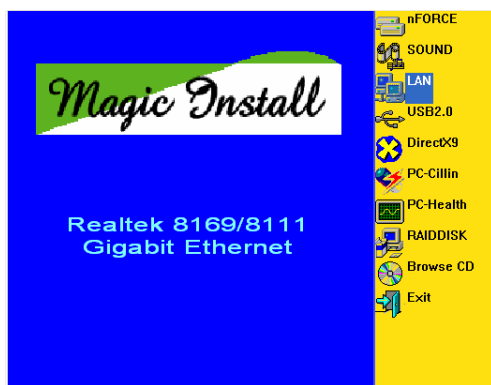 Magic Install
Realtek 8169/8111
Gigabit Ethernet
nFORCE
SOUND
LAN
USB2.0
DirectX9
PC-Cillin
PC-Health
RAIDDISK
Browse CD
Exit